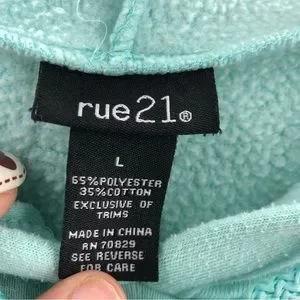 rue21®
L
65%POLYESTER
35%COTTON
EXCLUSIVE OF
TRIMS
MADE IN CHINA
RN 70829
SEE REVERSE
FOR CARE